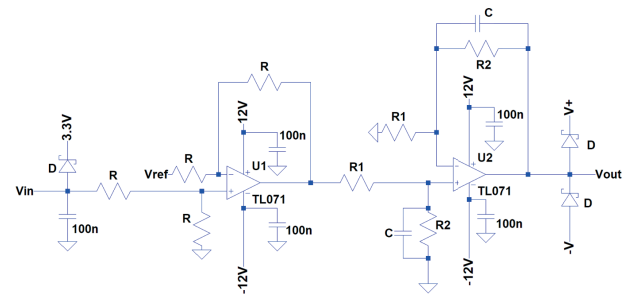 C
R2
R
12V
12V
100n
V+
3.3V
R1
100n
U2
D
D
R
Vref
R
U1
R1
Vin
Vout
TL071
TL071
D
100n
R
100n
C
R2
100n
-V
-12V
-12V